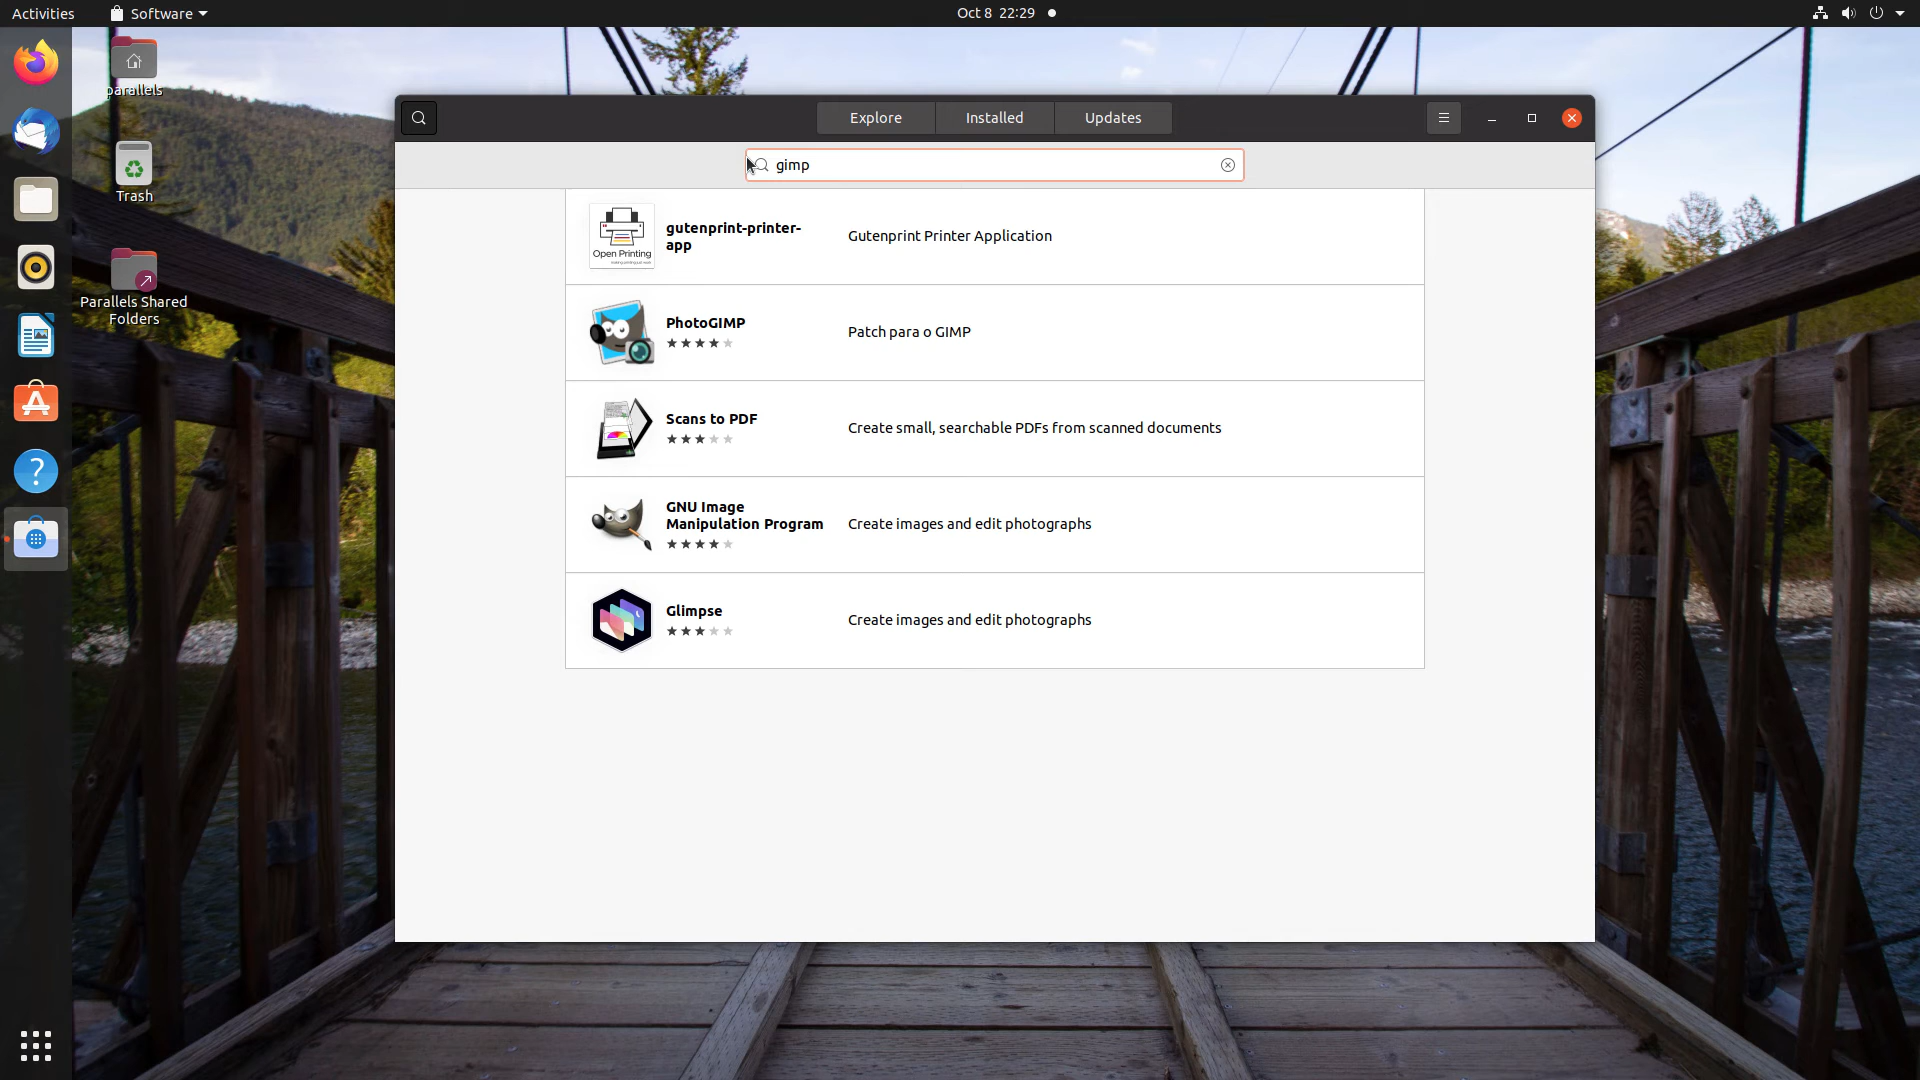 Activities
Software
Oct 8 22:29
parallels
Trash
Parallels Shared
Folders
Explore
Installed
Updates
gimp
Open Printing
gutenprint-printer-
app
Gutenprint Printer Application
PhotoGIMP
Patch para o GIMP
Scans to PDF
Create small, searchable PDFs from scanned documents
GNU Image
Manipulation Program
Create images and edit photographs
Glimpse
Create images and edit photographs